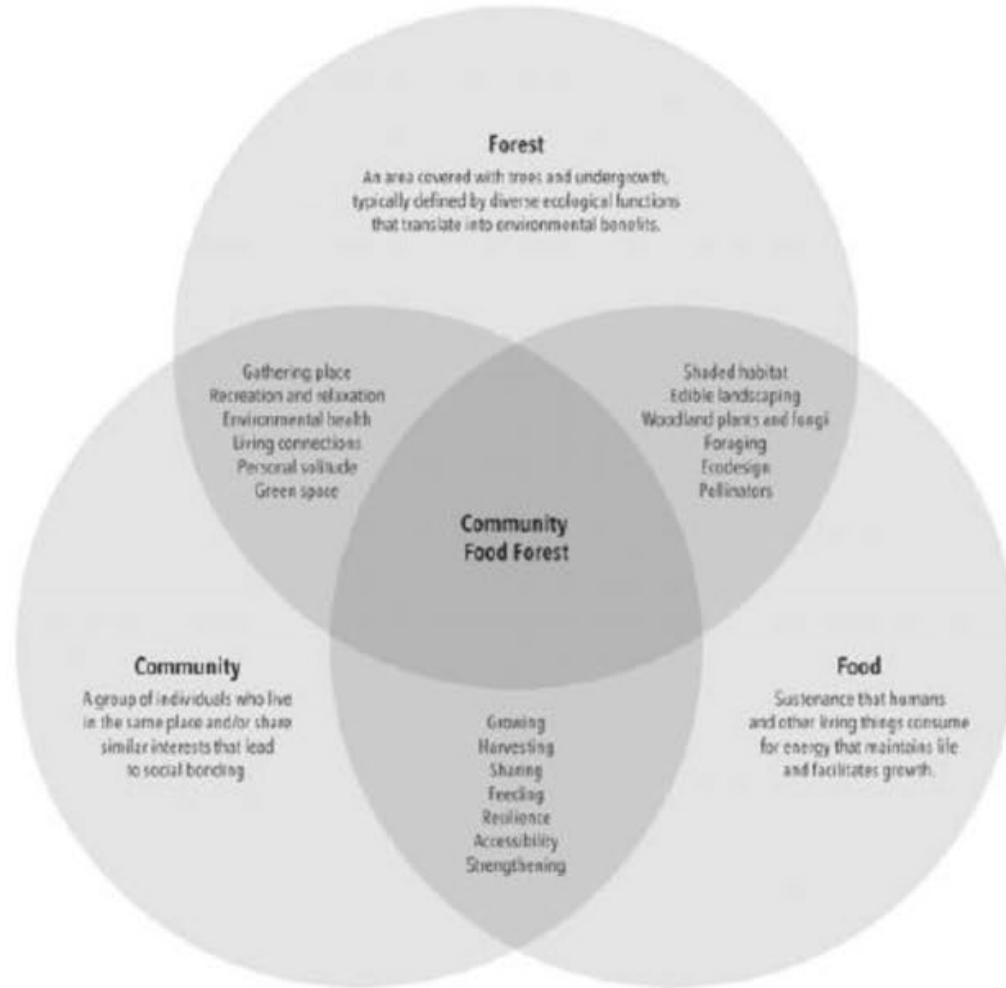 Forest
An area covered with trees and undergrowth,
typically defined by diverse ecological functions
that translate into environmental benefits.
Gathering place
Recreation and relaxation
Environmental health
Living connections
Personal solitude
Green space
Shaded habitat
Edible landscaping
Woodland plants and fungi
Foraging
Ecodesign
Pollinators
Community
Food Forest
Community
A group of individuals who live
in the same place and/or share
similar interests that lead
to social bonding
Growing
Harvesting
Sharing
Feeding
Resilience
Accessibility
Strengthening
Food
Sustenance that humans
and other living things consume
for energy that maintains life
and facilitates growth.